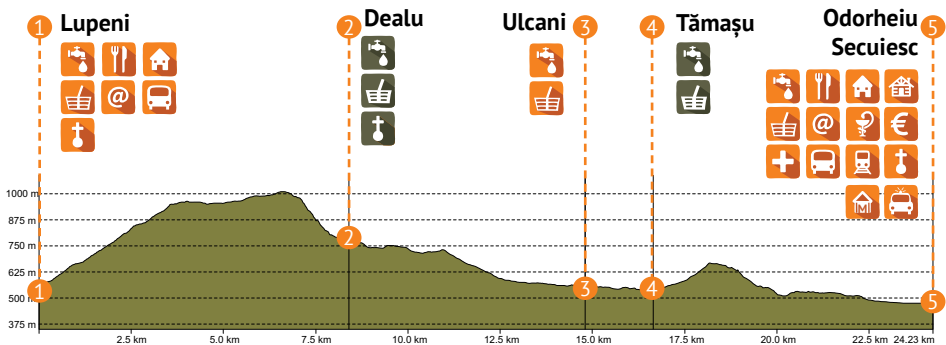 1 Lupeni
2 Dealu
Ulcani 3
4 Tămașu
Odorheiu 5
Secuiesc
@
@
€
M
1000 m
875 m
750 m
625 m
500 m
375 m
1
2
3
4
5
2.5 km 5.0 km 7.5 km 10.0 km 12.5 km 15.0 km 17.5 km 20.0 km 22.5 km 24.23 km